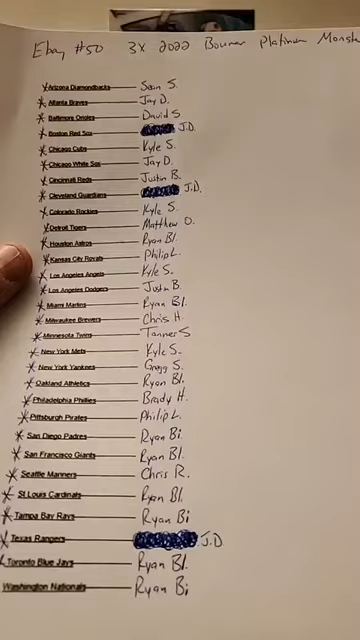 Ebay #50 3X 2022 Bowman Platinum Monste
Arizona Diamondbacks Sean S.
Atlanta Braves Jay D.
Baltimore Orioles David S
Boston Red Sox J.D.
Chicago Cubs Kyle S.
Chicago White Sox Jay D.
Cincinnati Reds Justin B.
Cleveland Guardians J.D.
Colorado Rockies Kyle S.
Detroit Tigers Matthew O.
Houston Astros Ryan Bl.
Kansas City Royals Philip L.
Los Angeles Angels Kyle S.
Los Angeles Dodgers Justin B.
Miami Marlins Ryan Bl.
Milwaukee Brewers Chris H.
Minnesota Twins Tanner S
New York Mets Kyle S.
New York Yankees Gregg S.
Oakland Athletics Ryan Bl.
Philadelphia Phillies Brady H.
Pittsburgh Pirates Philip L.
San Diego Padres Ryan Bi
San Francisco Giants Ryan Bl.
Seattle Mariners Chris R.
St Louis Cardinals Ryan Bl.
Tampa Bay Rays Ryan Bi
Texas Rangers J.D
Toronto Blue Jays Ryan Bl.
Washington Nationals Ryan Bi